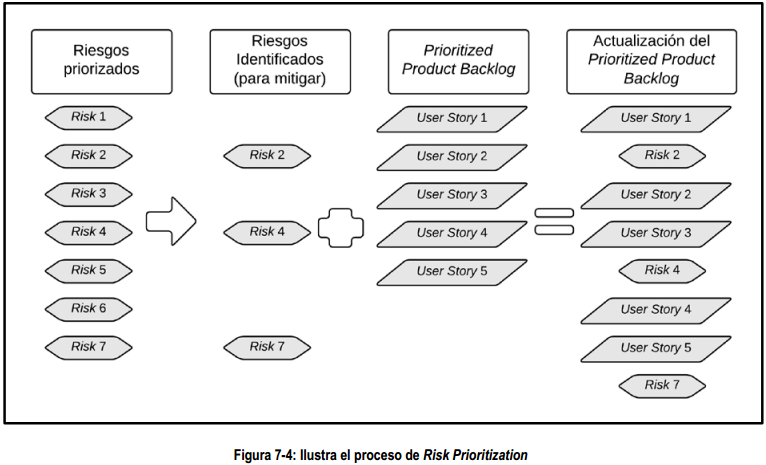 Riesgos
priorizados
Riesgos
Identificados
(para mitigar)
Prioritized
Product Backlog
Actualización del
Prioritized Product
Backlog
Risk 1
Risk 2
Risk 3
Risk 4
Risk 5
Risk 6
Risk 7
Risk 2
Risk 4
Risk 7
User Story 1
User Story 2
User Story 3
User Story 4
User Story 5
User Story 1
Risk 2
User Story 2
User Story 3
Risk 4
User Story 4
User Story 5
Risk 7
Figura 7-4: Ilustra el proceso de Risk Prioritization